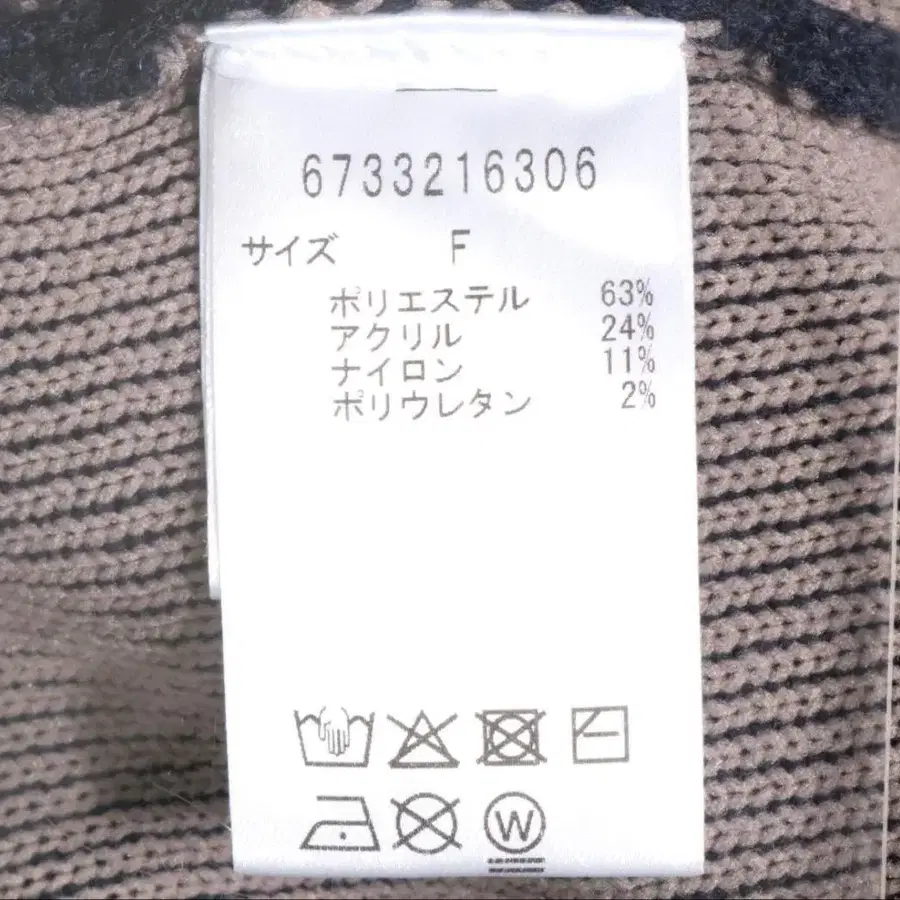 6733216306
サイズ F
ポリエステル 63%
アクリル 24%
ナイロン 11%
ポリウレタン 2%
W